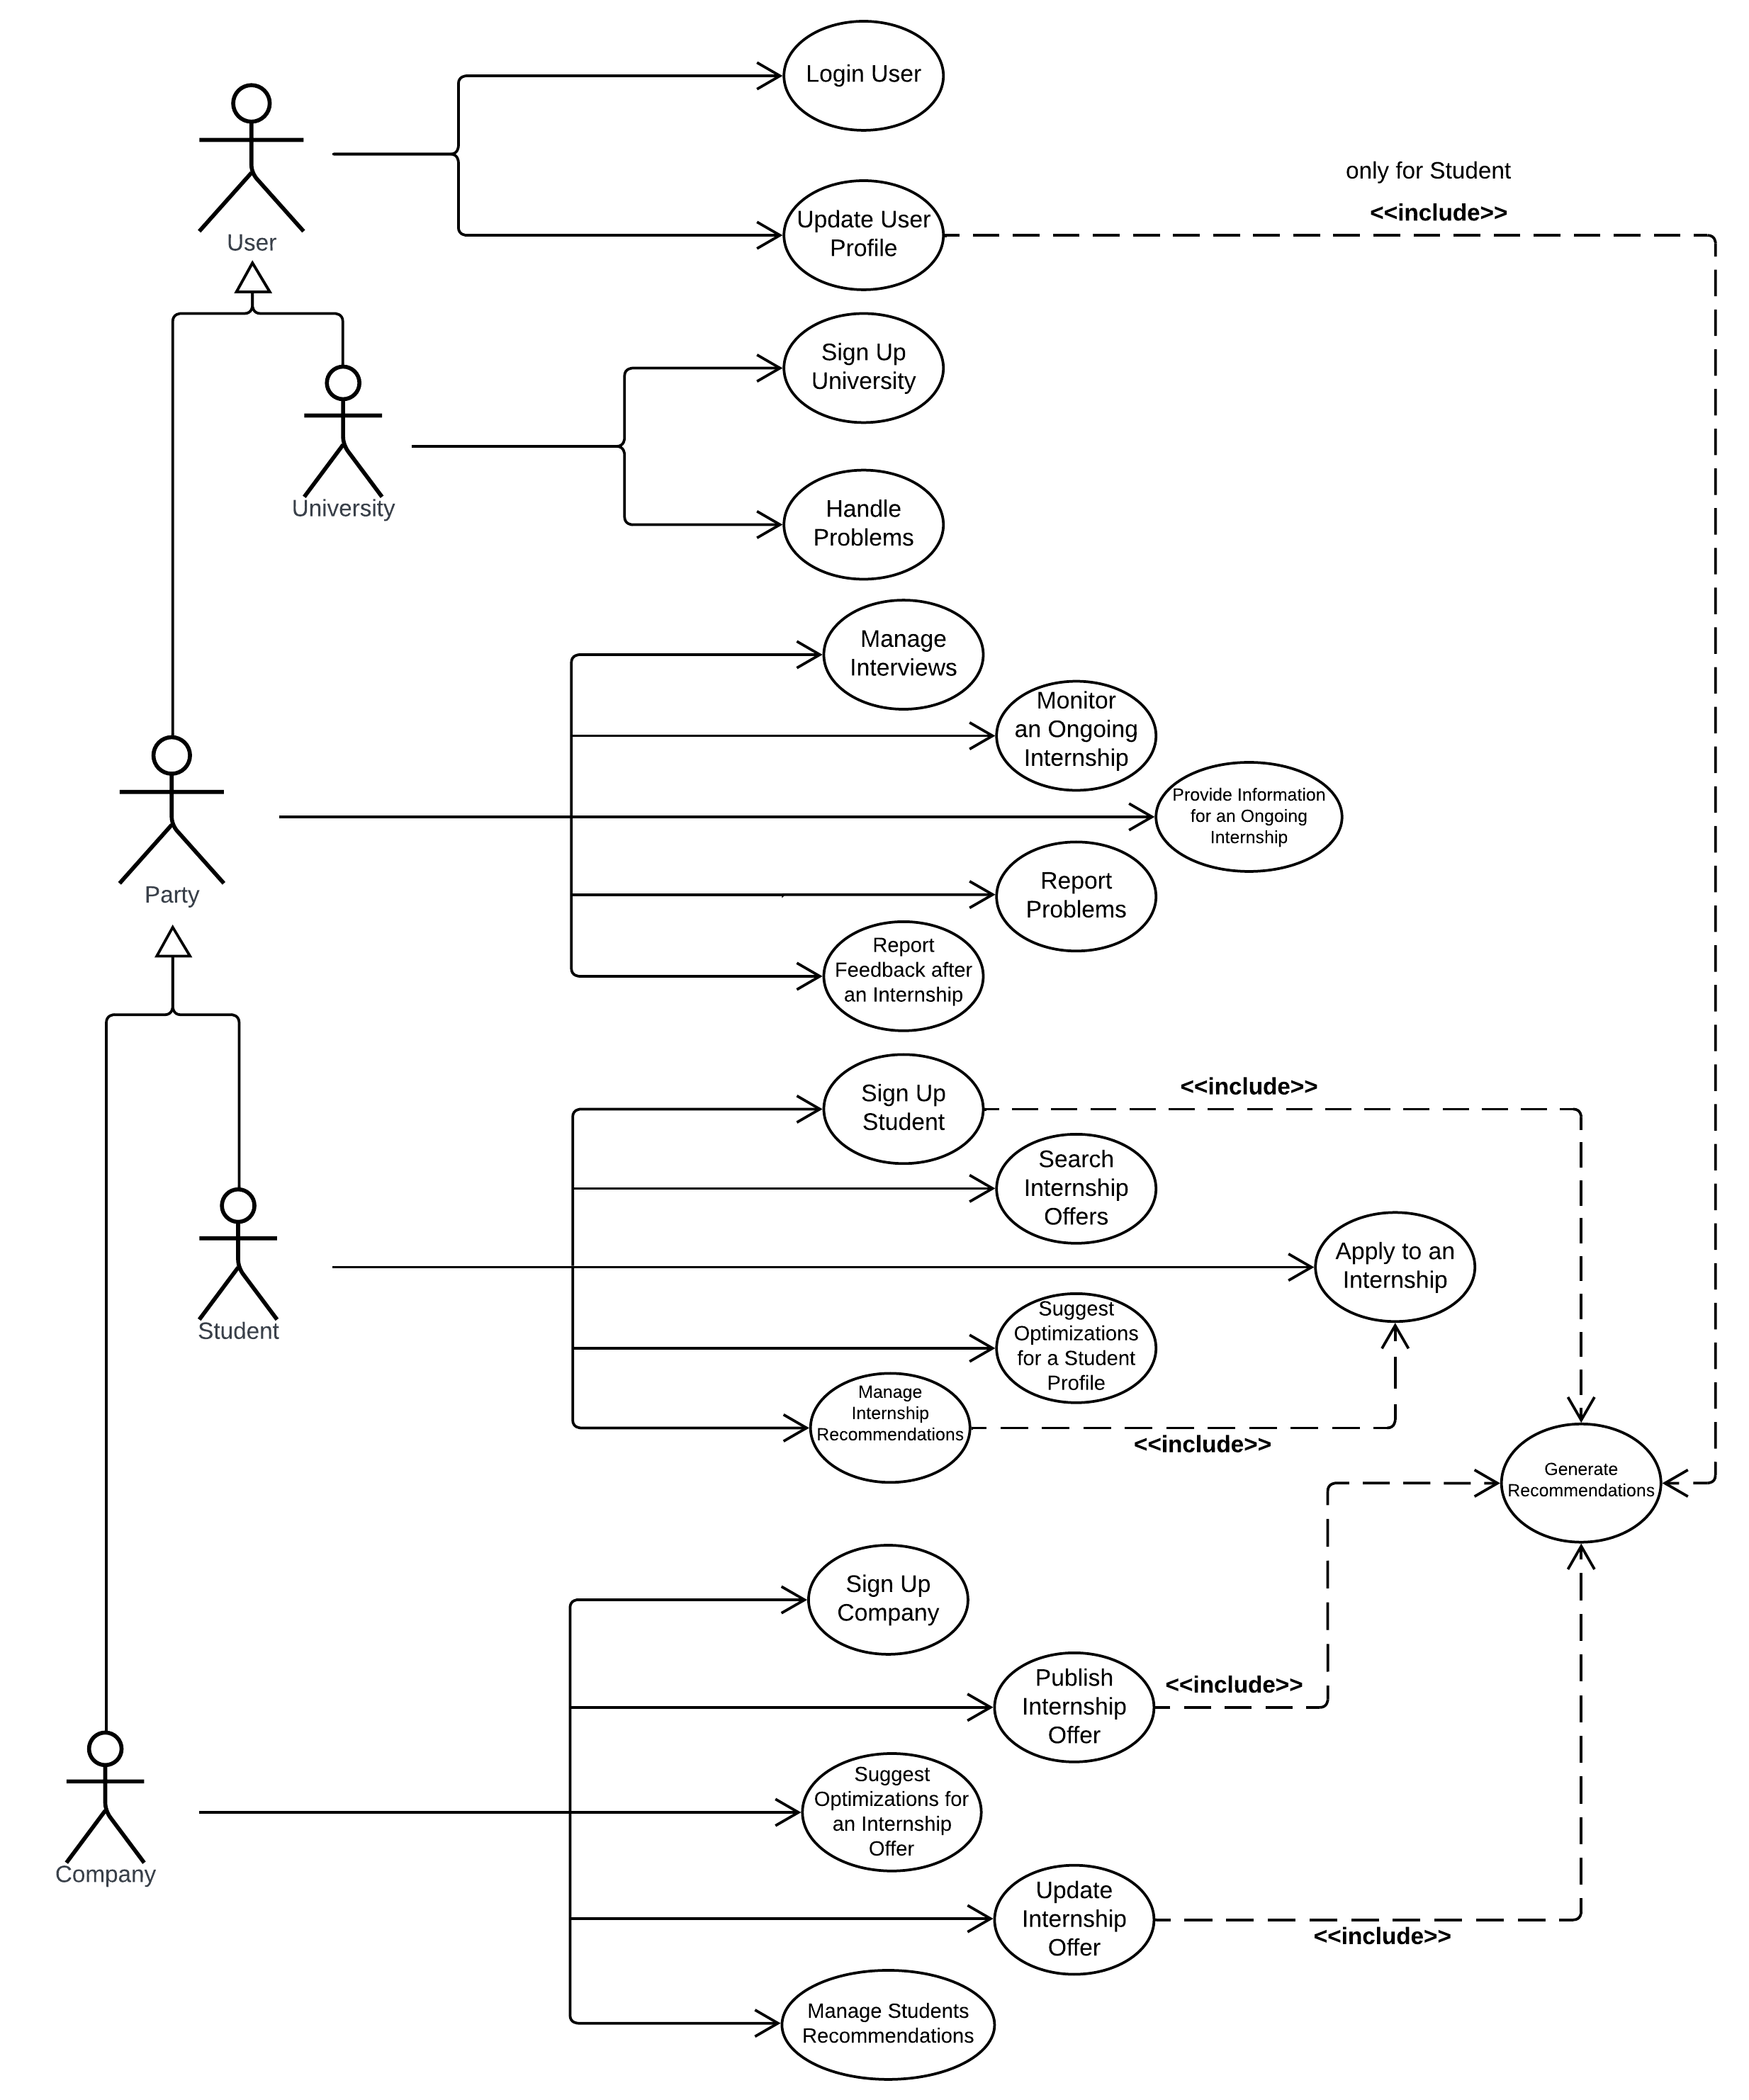 Login User
only for Student
<<include>>
Update User
Profile
User
Sign Up
University
University
Handle
Problems
Manage
Interviews
Monitor
an Ongoing
Internship
Provide Information
for an Ongoing
Internship
Party
Report
Problems
Report
Feedback after
an Internship
Sign Up
Student
<<include>>
Search
Internship
Offers
Apply to an
Internship
Student
Suggest
Optimizations
for a Student
Profile
Manage
Internship
Recommendations
<<include>>
Generate
Recommendations
Sign Up
Company
Publish
Internship
Offer
<<include>>
Suggest
Optimizations for
an Internship
Offer
Company
Update
Internship
Offer
<<include>>
Manage Students
Recommendations